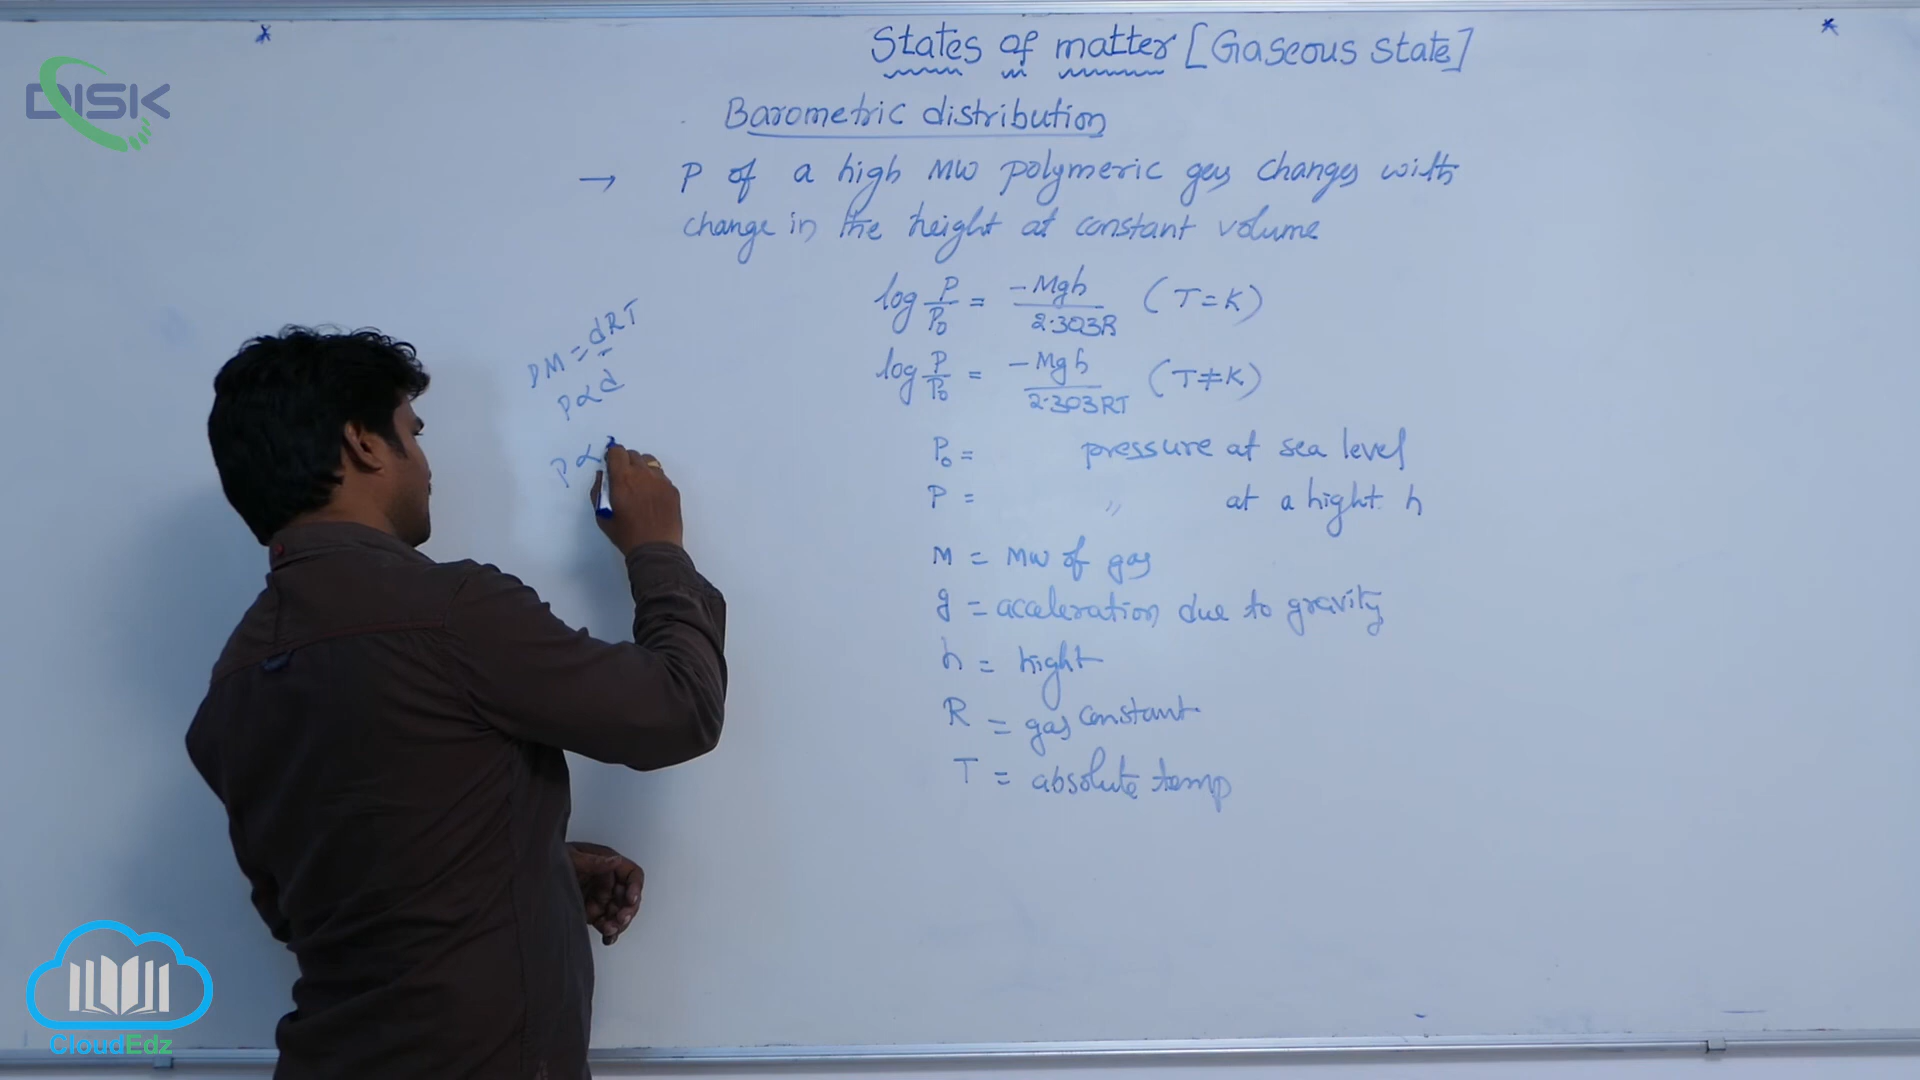 DISK
States of matter [Gaseous state]
Barometric distribution
→ P of a high MW polymeric gas changes with
change in the height at constant volume
log P/P₀ = -Mgh/2.303R (T=K)
log P/P₀ = -Mgh/2.303RT (T≠K)
P₀ = pressure at sea level
P = " at a hight h
M = MW of gas
g = acceleration due to gravity
h = hight
R = gas constant
T = absolute temp
PM = dRT
P ∝ d
P ∝
CloudEdz